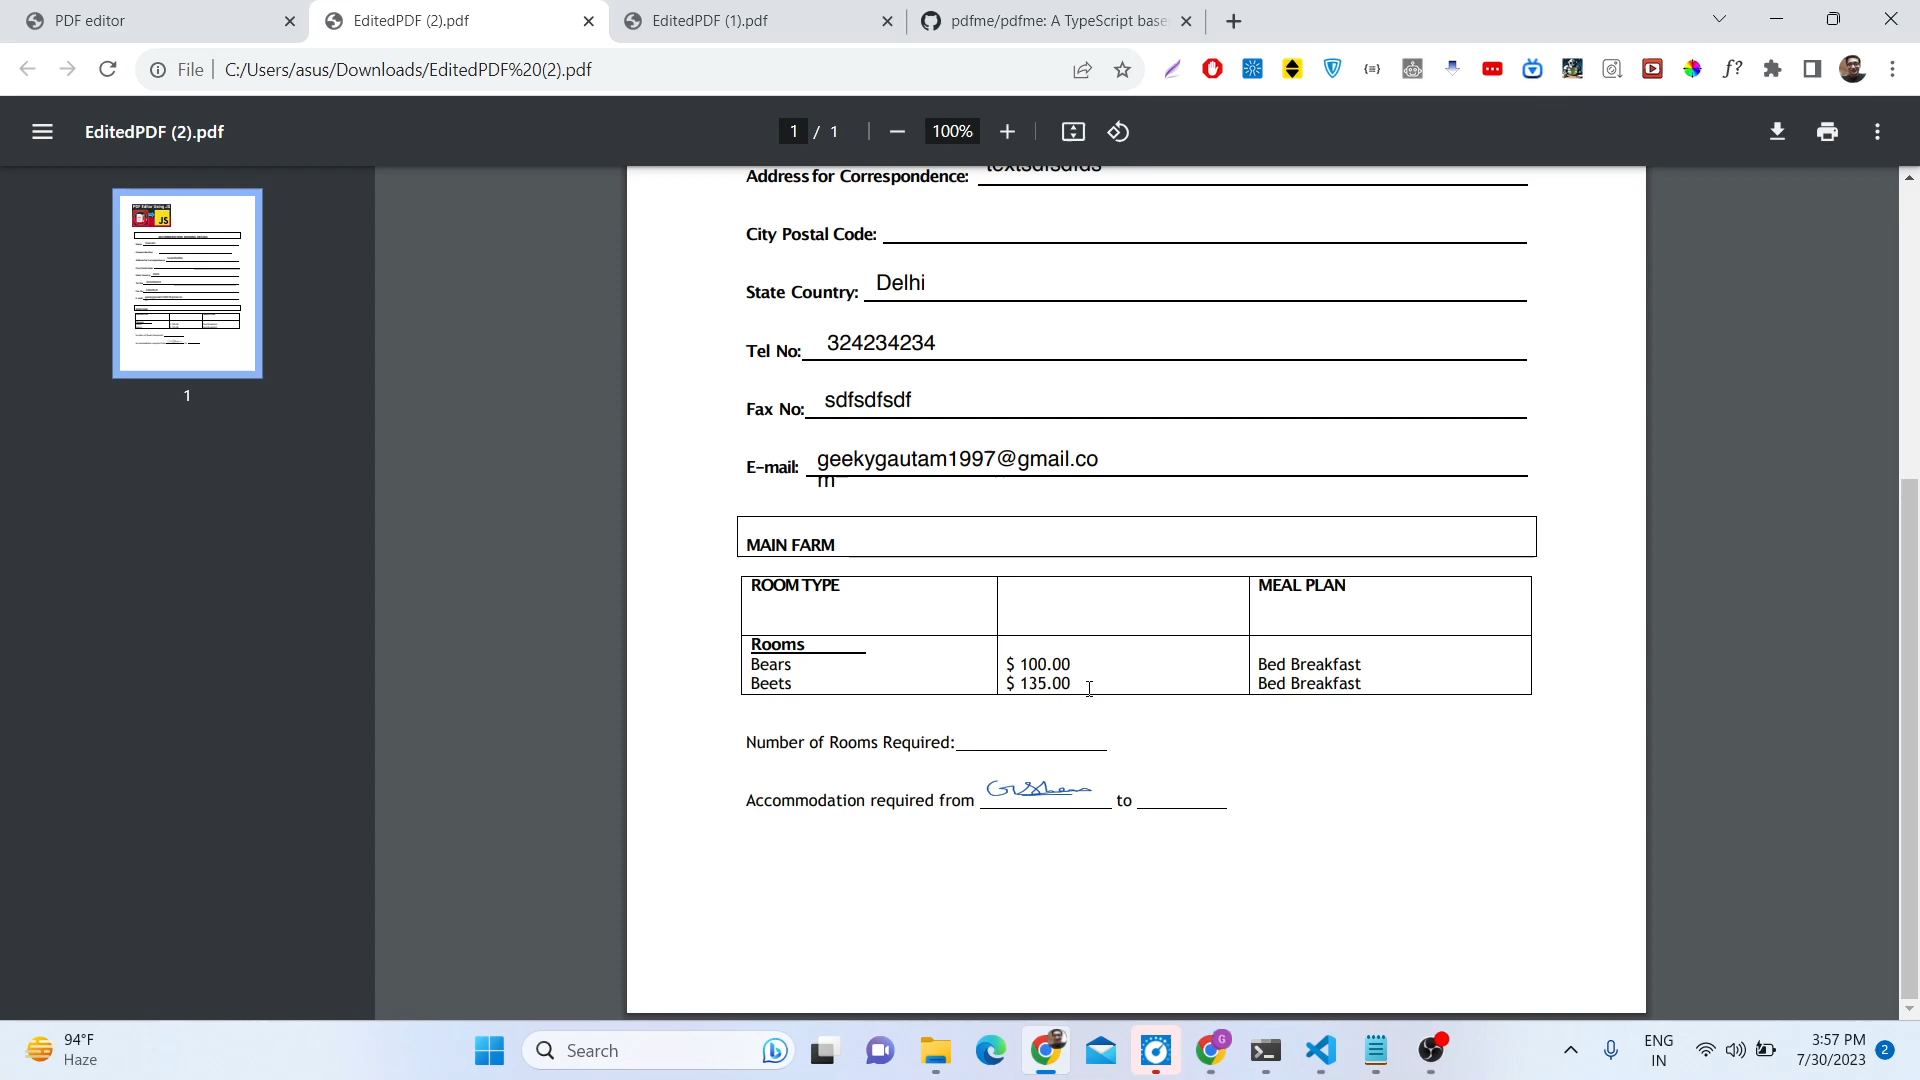 PDF editor
EditedPDF (2).pdf
EditedPDF (1).pdf
pdfme/pdfme: A TypeScript base
File
C:/Users/asus/Downloads/EditedPDF%20(2).pdf
EditedPDF (2).pdf
1 / 1
100%
1
Address for Correspondence: textsdfsdfds
City Postal Code:
State Country: Delhi
Tel No: 324234234
Fax No: sdfsdfsdf
E-mail: geekygautam1997@gmail.co
m
MAIN FARM
ROOM TYPE MEAL PLAN
Rooms
Bears $ 100.00 Bed Breakfast
Beets $ 135.00 Bed Breakfast
Number of Rooms Required:
Accommodation required from to
94°F
Haze
Search
ENG
IN
3:57 PM
7/30/2023
2